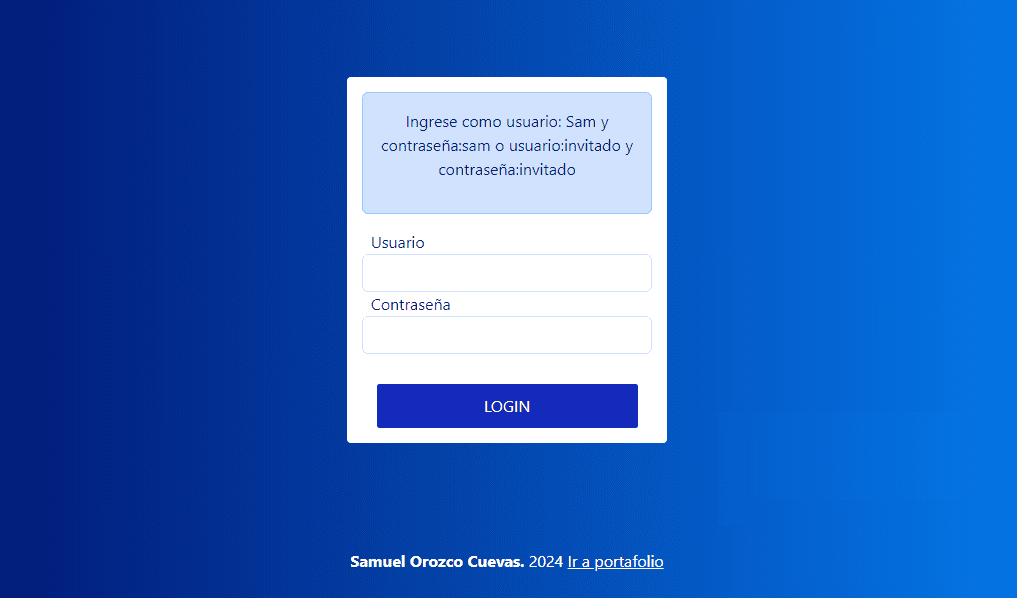 Ingrese como usuario: Sam y
contraseña:sam o usuario:invitado y
contraseña:invitado
Usuario
Contraseña
LOGIN
Samuel Orozco Cuevas. 2024 Ir a portafolio